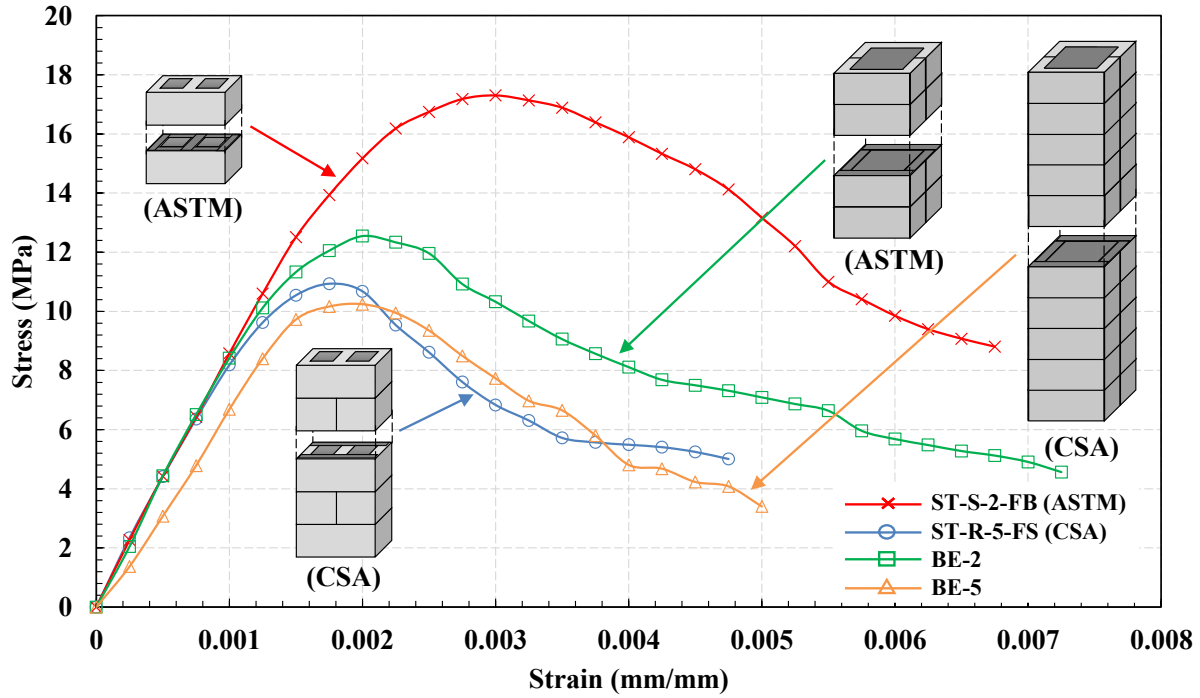 20
18
16
14
12
10
8
6
4
2
0
Stress (MPa)
(ASTM)
(CSA)
(ASTM)
(CSA)
ST-S-2-FB (ASTM)
ST-R-5-FS (CSA)
BE-2
BE-5
0 0.001 0.002 0.003 0.004 0.005 0.006 0.007 0.008
Strain (mm/mm)